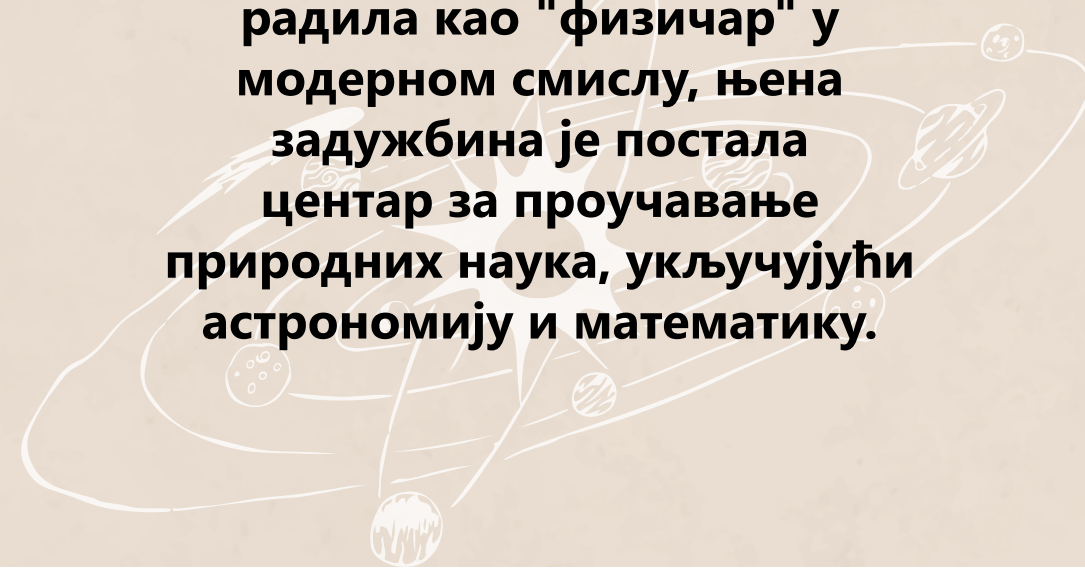 радила као "физичар" у
модерном смислу, њена
задужбина је постала
центар за проучавање
природних наука, укључујући
астрономију и математику.